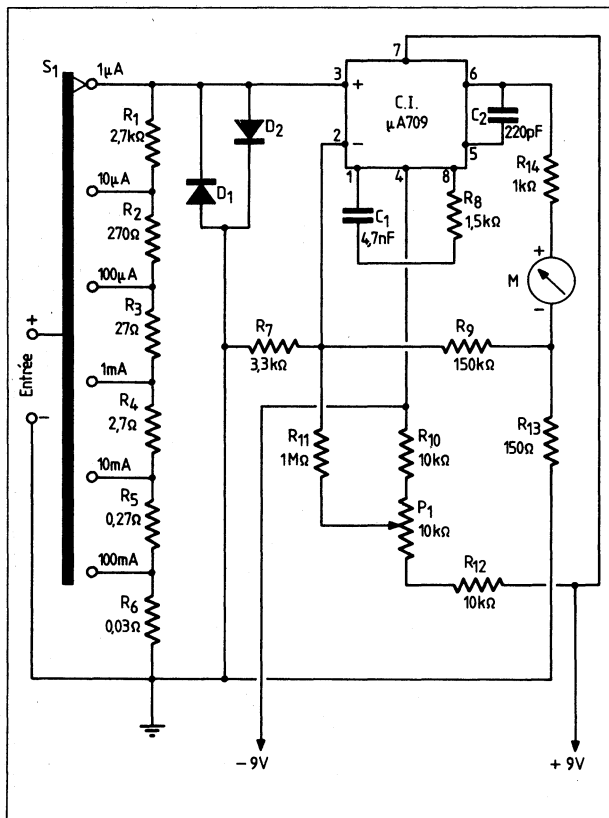 S1
1µA
R1
2,7kΩ
10µA
R2
270Ω
100µA
R3
27Ω
1mA
R4
2,7Ω
10mA
R5
0,27Ω
100mA
R6
0,03Ω
+
Entrée
-
D1
D2
7
3
+
6
C.I.
µA709
2
-
5
1
4
8
C2
220pF
C1
4,7nF
R8
1,5kΩ
R14
1kΩ
+
M
-
R7
3,3kΩ
R9
150kΩ
R13
150Ω
R11
1MΩ
R10
10kΩ
P1
10kΩ
R12
10kΩ
-9V
+9V